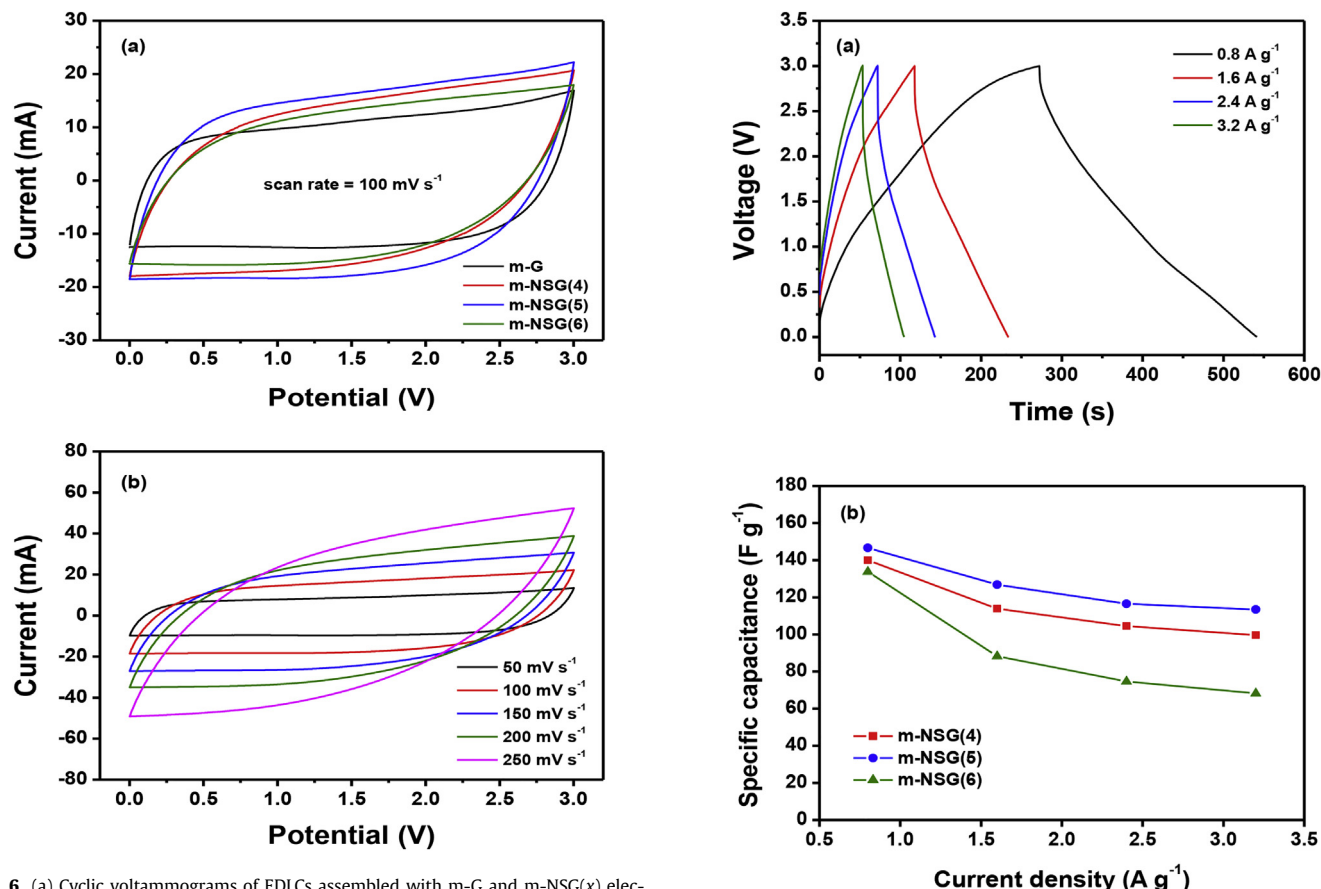 (a)
Current (mA)
30
20
10
0
-10
-20
-30
scan rate = 100 mV s⁻¹
m-G
m-NSG(4)
m-NSG(5)
m-NSG(6)
0.0 0.5 1.0 1.5 2.0 2.5 3.0
Potential (V)
(b)
Current (mA)
80
60
40
20
0
-20
-40
-60
-80
50 mV s⁻¹
100 mV s⁻¹
150 mV s⁻¹
200 mV s⁻¹
250 mV s⁻¹
0.0 0.5 1.0 1.5 2.0 2.5 3.0
Potential (V)
6. (a) Cyclic voltammograms of EDLCs assembled with m-G and m-NSG(x) elec-
(a)
Voltage (V)
3.5
3.0
2.5
2.0
1.5
1.0
0.5
0.0
0.8 A g⁻¹
1.6 A g⁻¹
2.4 A g⁻¹
3.2 A g⁻¹
0 100 200 300 400 500 600
Time (s)
(b)
Specific capacitance (F g⁻¹)
180
160
140
120
100
80
60
40
20
0
m-NSG(4)
m-NSG(5)
m-NSG(6)
0.5 1.0 1.5 2.0 2.5 3.0 3.5
Current density (A g⁻¹)